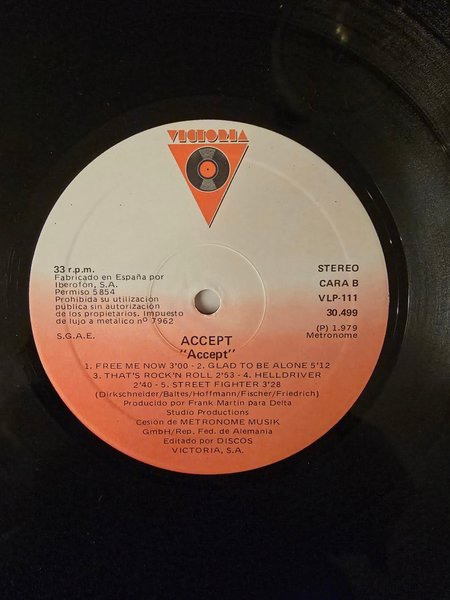 VICTORIA
33 r.p.m.
Fabricado en España por
Iberofón, S.A.
Permiso 5854
Prohibida su utilización
pública sin autorización
de los propietarios. Impuesto
de lujo a metálico nº 7962
S.G.A.E.
STEREO
CARA B
VLP-111
30.499
(P) 1.979
Metronome
ACCEPT
"Accept"
1. FREE ME NOW 3'00 - 2. GLAD TO BE ALONE 5'12
3. THAT'S ROCK'N ROLL 2'53 - 4. HELLDRIVER
2'40 - 5. STREET FIGHTER 3'28
(Dirkschneider/Baltes/Hoffmann/Fischer/Friedrich)
Producido por Frank Martin para Delta
Studio Productions
Cesión de METRONOME MUSIK
GmbH/Rep. Fed. de Alemania
Editado por DISCOS
VICTORIA, S.A.